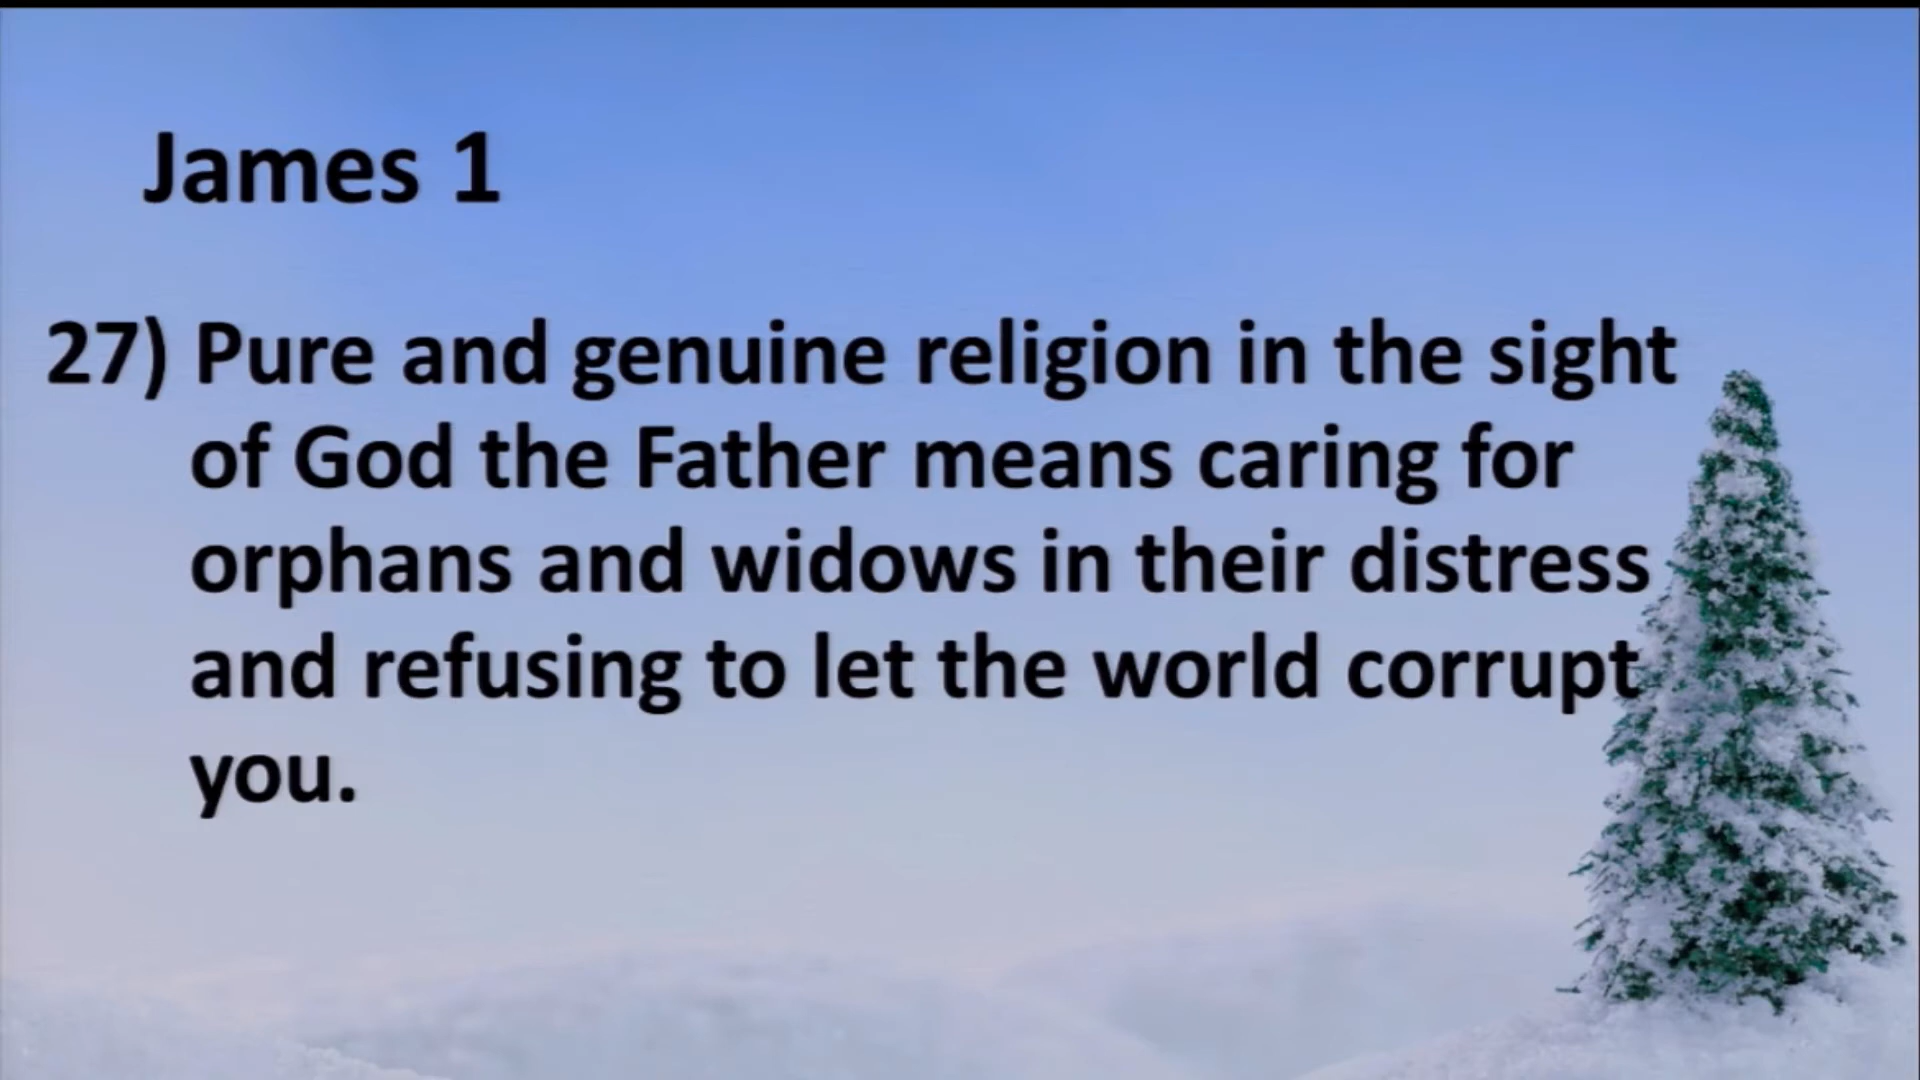 James 1
27) Pure and genuine religion in the sight
of God the Father means caring for
orphans and widows in their distress
and refusing to let the world corrupt
you.